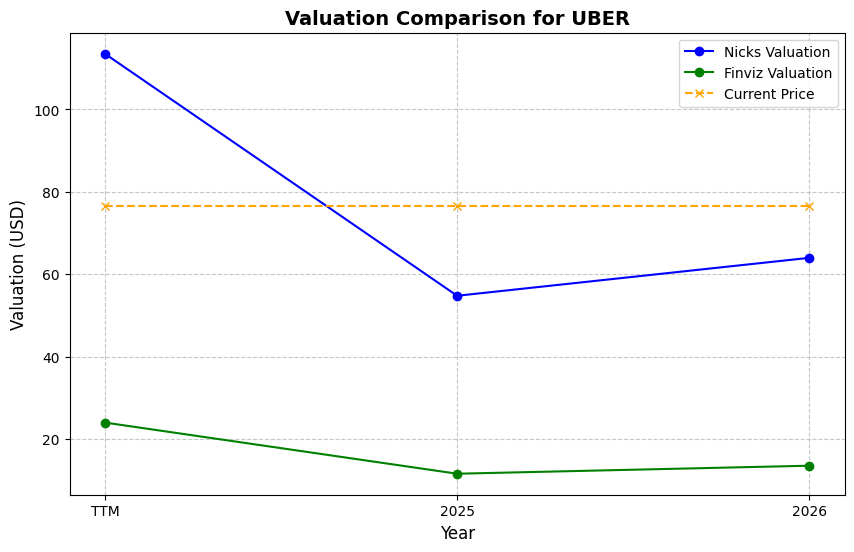 Valuation Comparison for UBER
Nicks Valuation
Finviz Valuation
Current Price
Valuation (USD)
100
80
60
40
20
TTM
2025
2026
Year